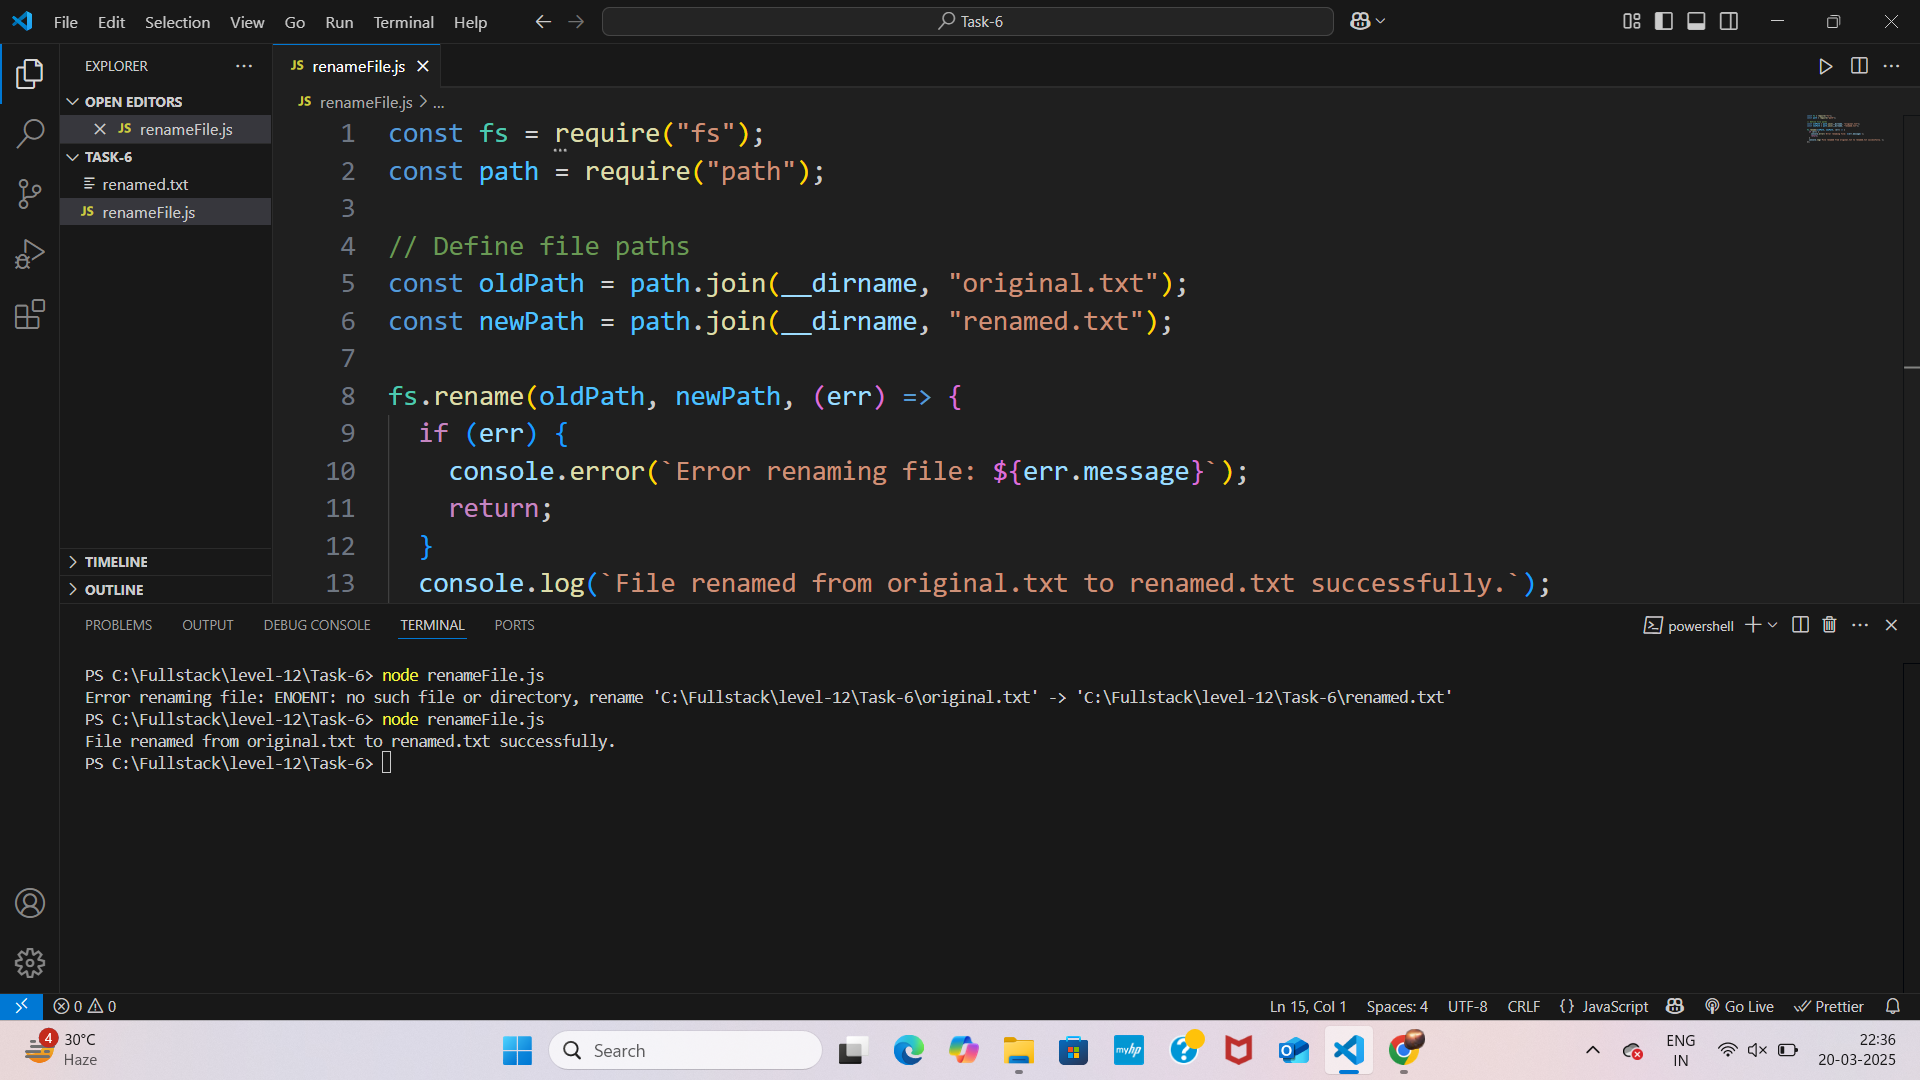 File Edit Selection View Go Run Terminal Help
Task-6
EXPLORER
OPEN EDITORS
JS renameFile.js
TASK-6
renamed.txt
JS renameFile.js
TIMELINE
OUTLINE
JS renameFile.js
JS renameFile.js > ...
1 const fs = require("fs");
2 const path = require("path");
3
4 // Define file paths
5 const oldPath = path.join(__dirname, "original.txt");
6 const newPath = path.join(__dirname, "renamed.txt");
7
8 fs.rename(oldPath, newPath, (err) => {
9 if (err) {
10 console.error(`Error renaming file: ${err.message}`);
11 return;
12 }
13 console.log(`File renamed from original.txt to renamed.txt successfully.`);
PROBLEMS OUTPUT DEBUG CONSOLE TERMINAL PORTS
powershell
PS C:\Fullstack\level-12\Task-6> node renameFile.js
Error renaming file: ENOENT: no such file or directory, rename 'C:\Fullstack\level-12\Task-6\original.txt' -> 'C:\Fullstack\level-12\Task-6\renamed.txt'
PS C:\Fullstack\level-12\Task-6> node renameFile.js
File renamed from original.txt to renamed.txt successfully.
PS C:\Fullstack\level-12\Task-6>
0 0
Ln 15, Col 1 Spaces: 4 UTF-8 CRLF {} JavaScript Go Live Prettier
4
30°C
Haze
Search
myhp
ENG
IN
22:36
20-03-2025